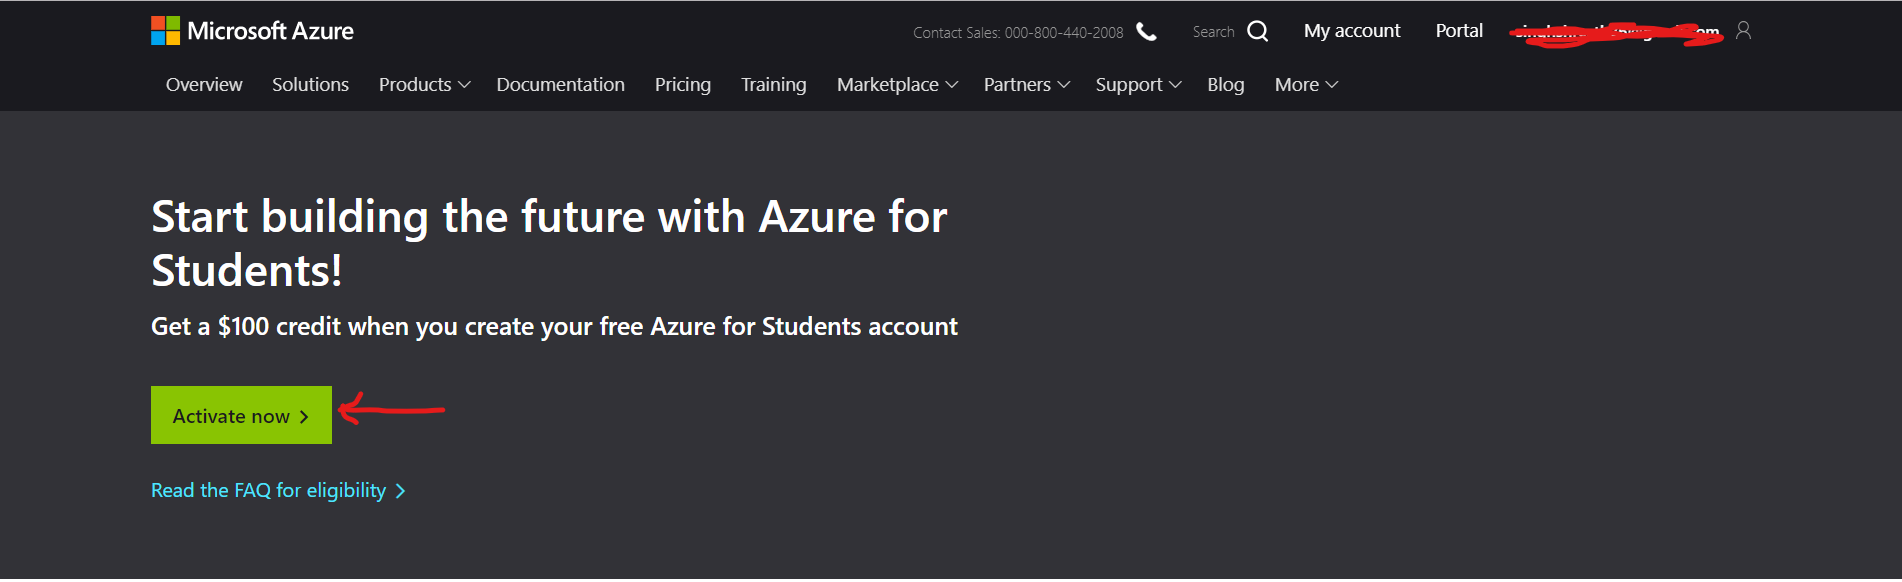 Microsoft Azure
Contact Sales: 000-800-440-2008
Search
My account
Portal
Overview Solutions Products Documentation Pricing Training Marketplace Partners Support Blog More
Start building the future with Azure for
Students!
Get a $100 credit when you create your free Azure for Students account
Activate now
Read the FAQ for eligibility